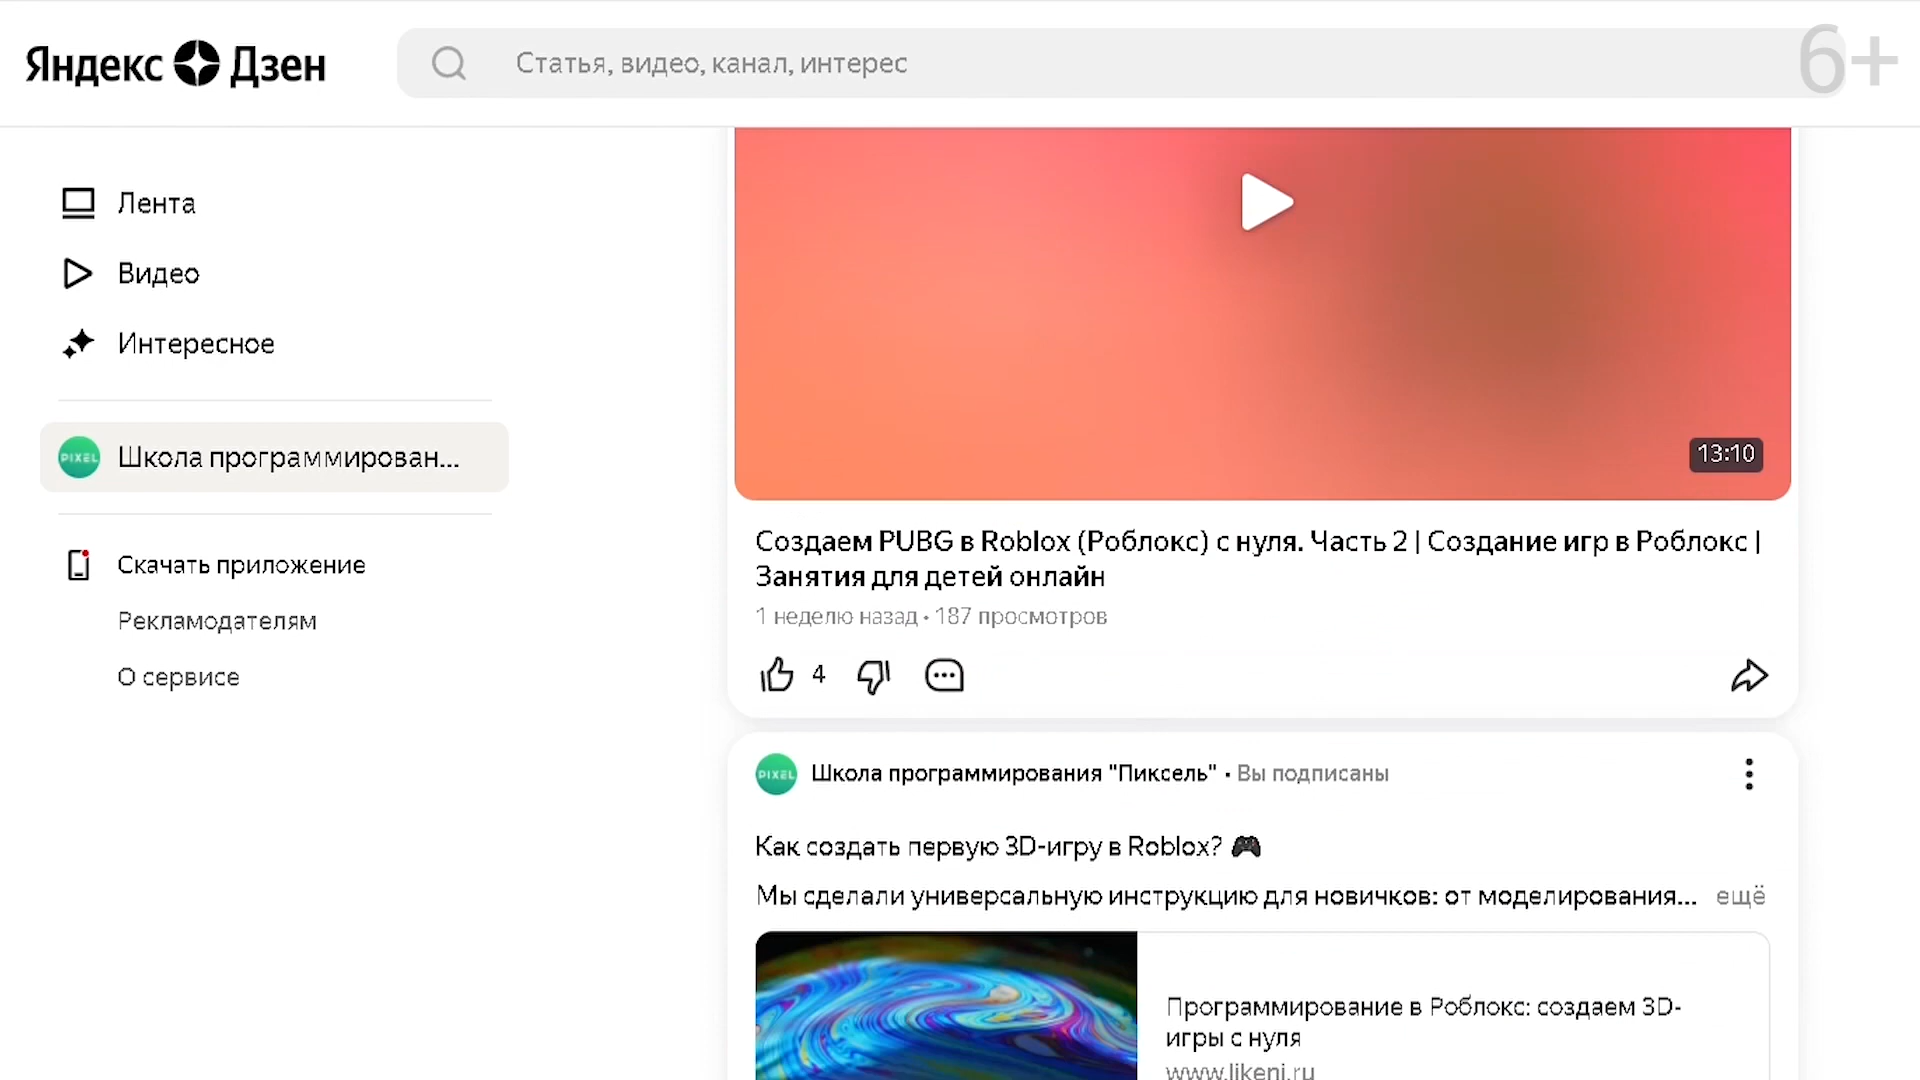 Яндекс Дзен
Статья, видео, канал, интерес
6+
Лента
Видео
Интересное
PIXEL Школа программирован...
Скачать приложение
Рекламодателям
О сервисе
13:10
Создаем PUBG в Roblox (Роблокс) с нуля. Часть 2 | Создание игр в Роблокс |
Занятия для детей онлайн
1 неделю назад • 187 просмотров
4
PIXEL Школа программирования "Пиксель" • Вы подписаны
Как создать первую 3D-игру в Roblox? 🎮
Мы сделали универсальную инструкцию для новичков: от моделирования... ещё
Программирование в Роблокс: создаем 3D-
игры с нуля
www.likeni.ru